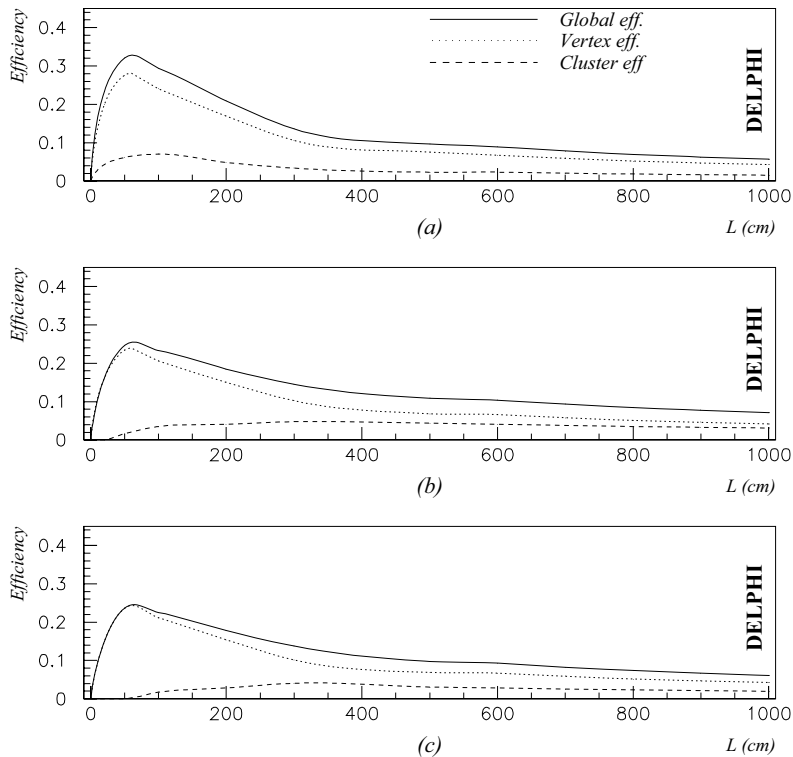 Efficiency
0.4
0.3
0.2
0.1
0
Global eff.
Vertex eff.
Cluster eff
DELPHI
0 200 400 600 800 1000
(a)
L (cm)
Efficiency
0.4
0.3
0.2
0.1
0
DELPHI
0 200 400 600 800 1000
(b)
L (cm)
Efficiency
0.4
0.3
0.2
0.1
0
DELPHI
0 200 400 600 800 1000
(c)
L (cm)